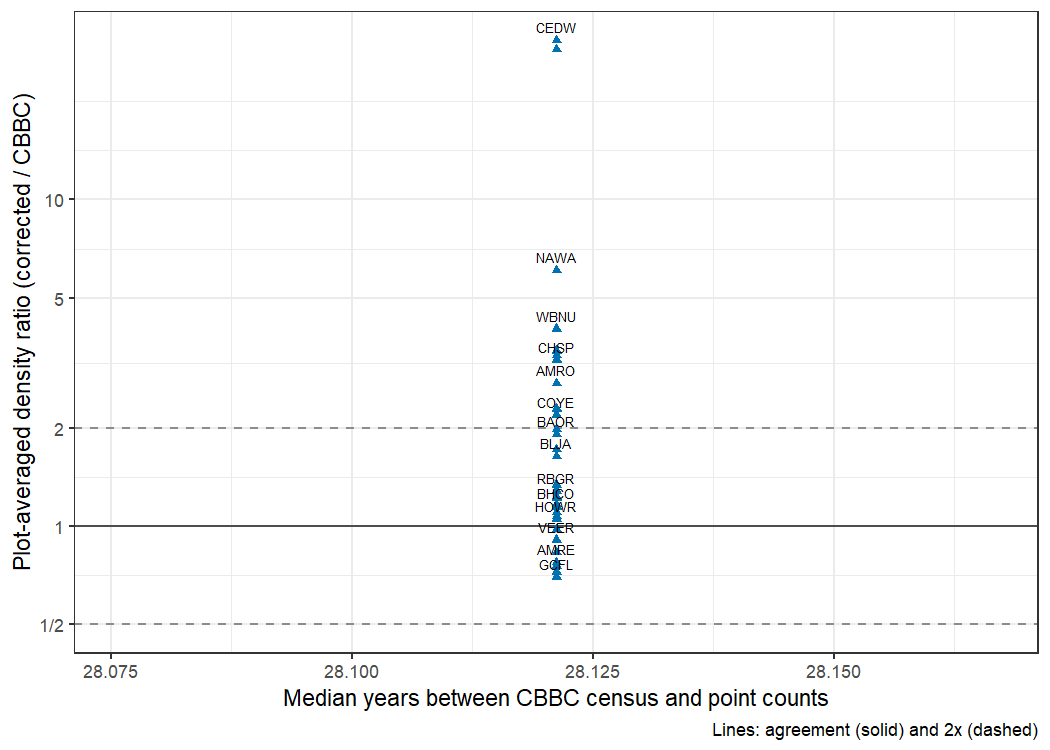 CEDW
10
NAWA
5
WBNU
CHSP
AMRO
COYE
2
BAOR
BLJA
RBGR
BHCO
HOWR
1
VEER
AMRE
GCFL
1/2
28.075
28.100
28.125
28.150
Plot-averaged density ratio (corrected / CBBC)
Median years between CBBC census and point counts
Lines: agreement (solid) and 2x (dashed)